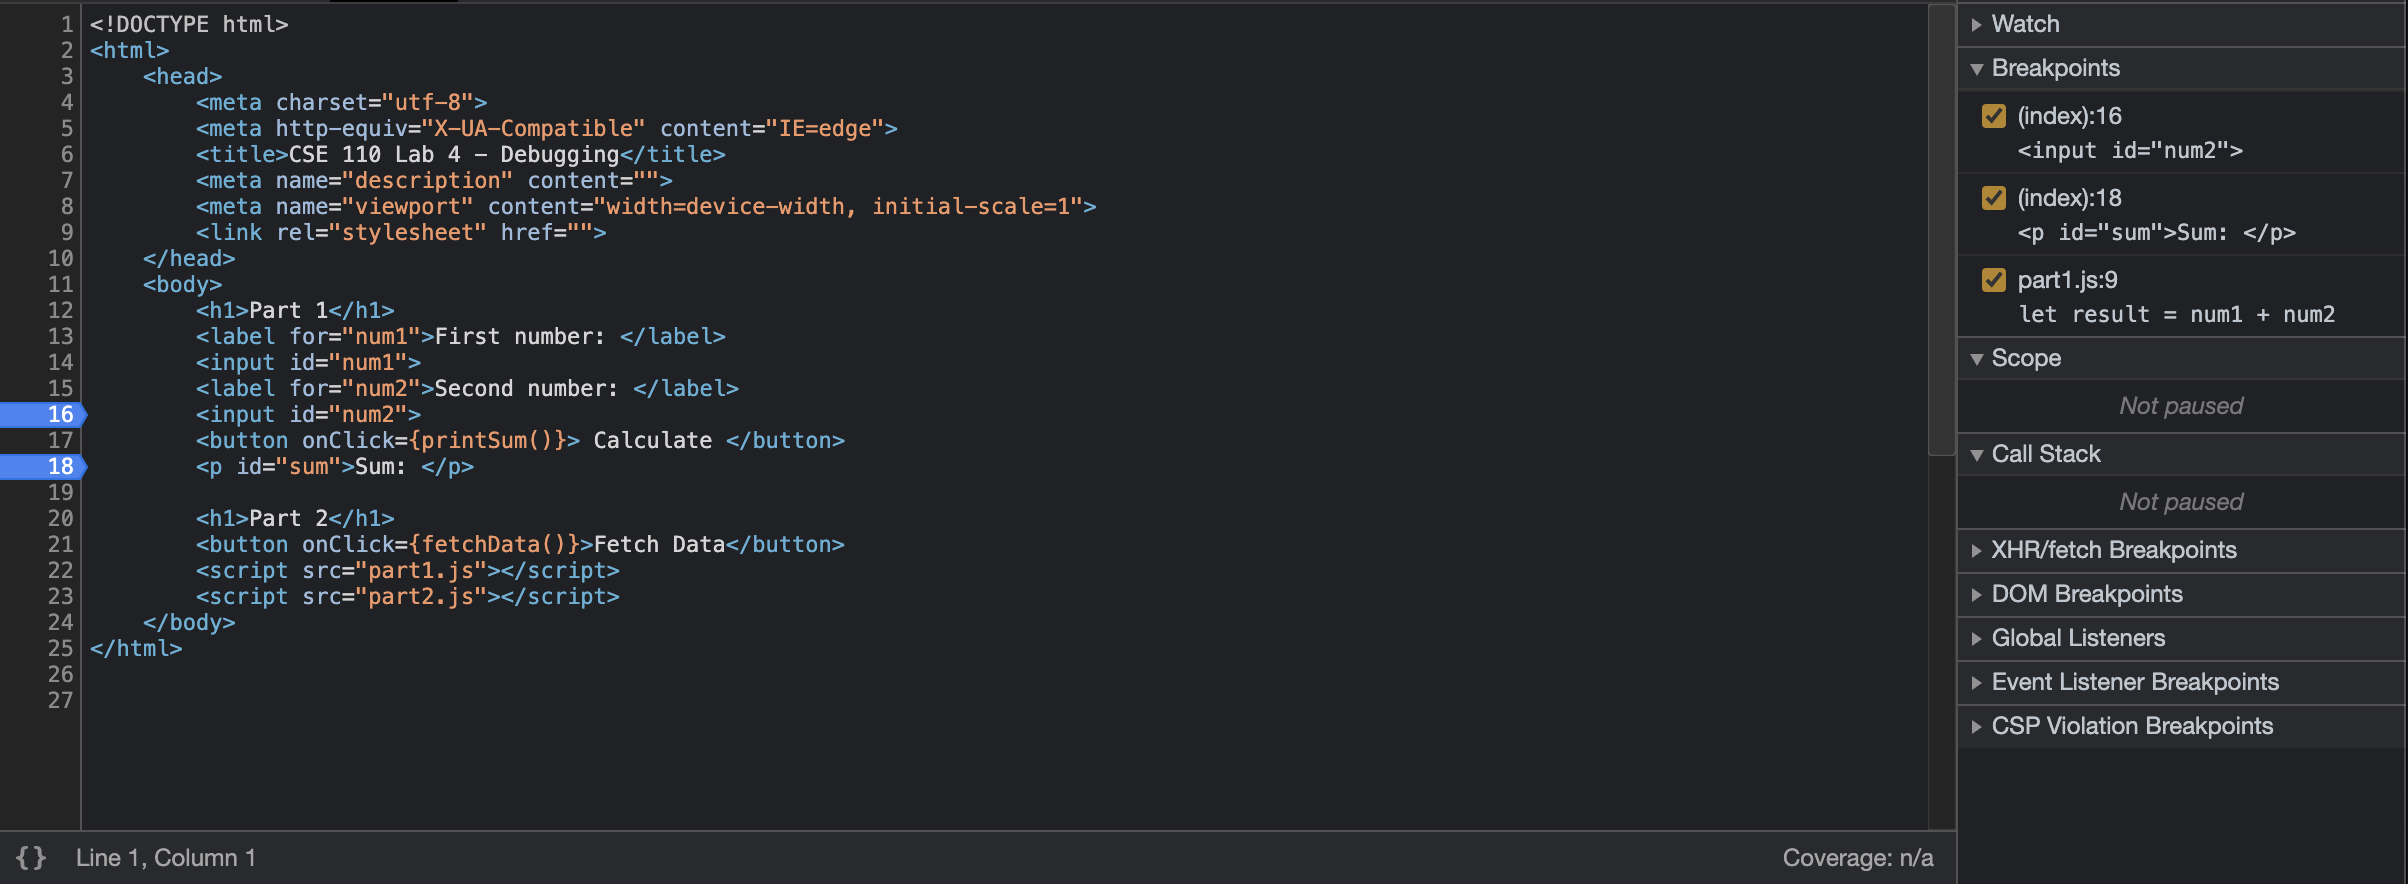 1 <!DOCTYPE html>
2 <html>
3     <head>
4         <meta charset="utf-8">
5         <meta http-equiv="X-UA-Compatible" content="IE=edge">
6         <title>CSE 110 Lab 4 - Debugging</title>
7         <meta name="description" content="">
8         <meta name="viewport" content="width=device-width, initial-scale=1">
9         <link rel="stylesheet" href="">
10     </head>
11     <body>
12         <h1>Part 1</h1>
13         <label for="num1">First number: </label>
14         <input id="num1">
15         <label for="num2">Second number: </label>
16         <input id="num2">
17         <button onClick={printSum()}> Calculate </button>
18         <p id="sum">Sum: </p>
19
20         <h1>Part 2</h1>
21         <button onClick={fetchData()}>Fetch Data</button>
22         <script src="part1.js"></script>
23         <script src="part2.js"></script>
24     </body>
25 </html>
26
27
{} Line 1, Column 1
Coverage: n/a
Watch
Breakpoints
(index):16
<input id="num2">
(index):18
<p id="sum">Sum: </p>
part1.js:9
let result = num1 + num2
Scope
Not paused
Call Stack
Not paused
XHR/fetch Breakpoints
DOM Breakpoints
Global Listeners
Event Listener Breakpoints
CSP Violation Breakpoints